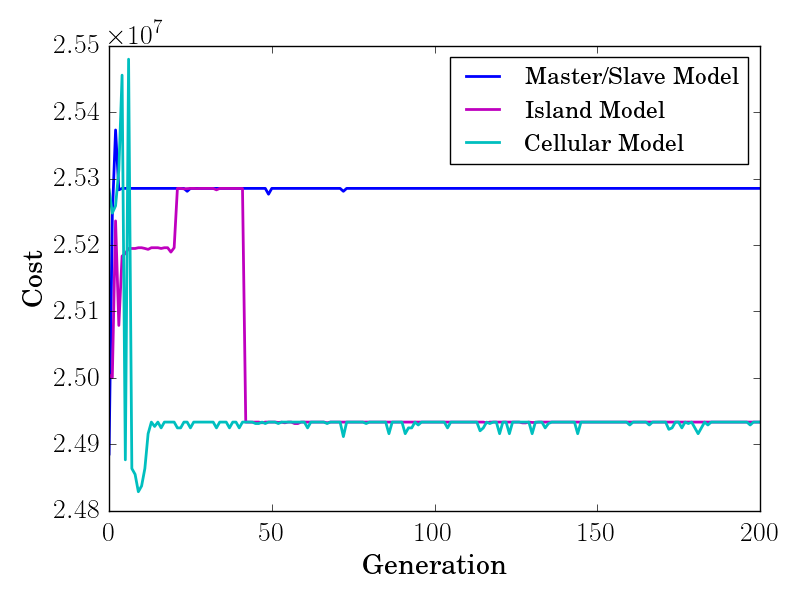 ×10⁷
2.55
2.54
2.53
2.52
2.51
2.50
2.49
2.48
Cost
0
50
100
150
200
Generation
Master/Slave Model
Island Model
Cellular Model